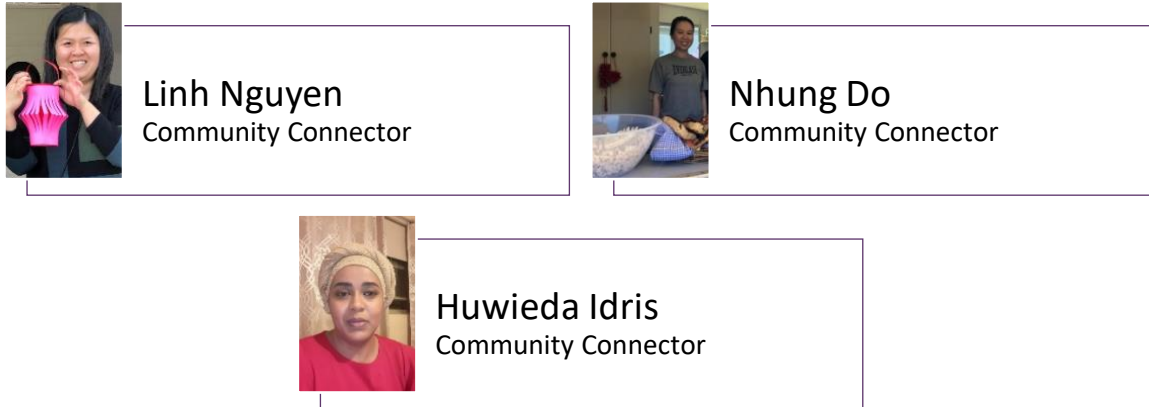 Linh Nguyen
Community Connector
Nhung Do
Community Connector
Huwieda Idris
Community Connector